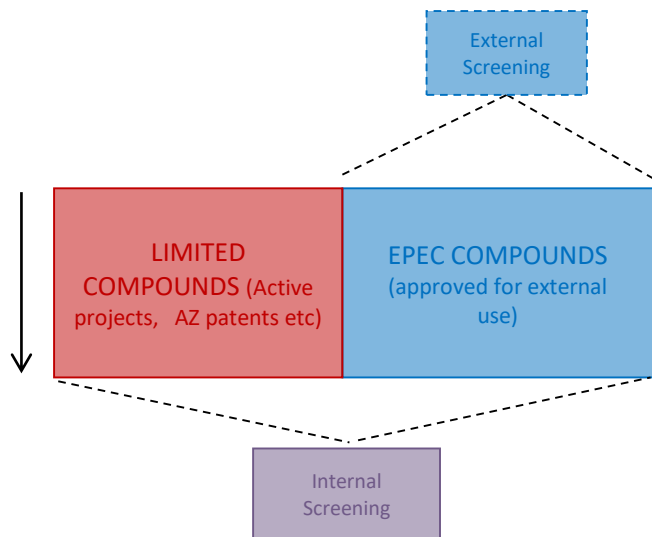 External
Screening
LIMITED
COMPOUNDS (Active
projects, AZ patents etc)
EPEC COMPOUNDS
(approved for external
use)
Internal
Screening